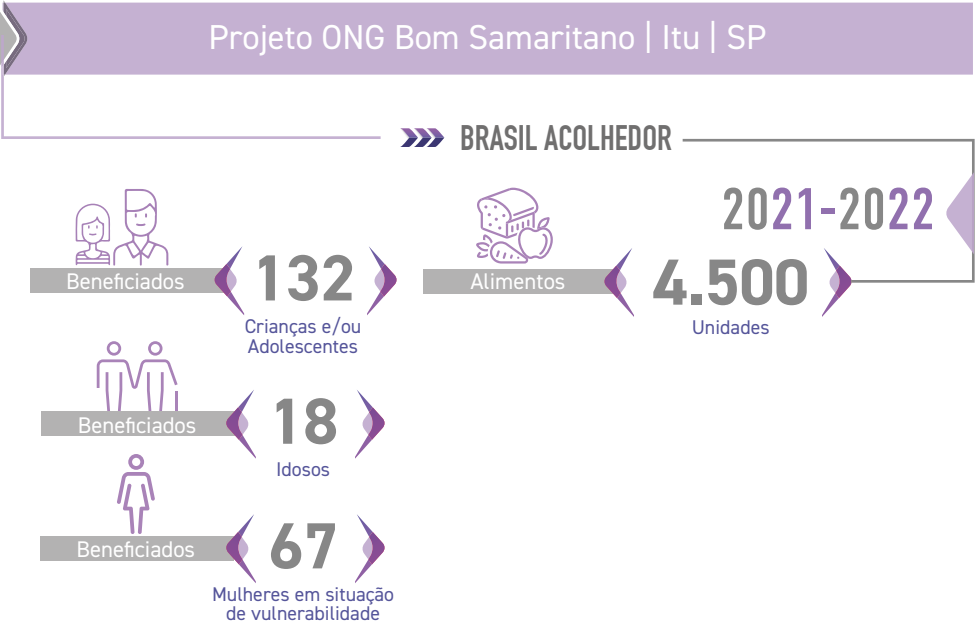 Projeto ONG Bom Samaritano | Itu | SP
BRASIL ACOLHEDOR
2021-2022
Beneficiados
132
Crianças e/ou
Adolescentes
Alimentos
4.500
Unidades
Beneficiados
18
Idosos
Beneficiados
67
Mulheres em situação
de vulnerabilidade